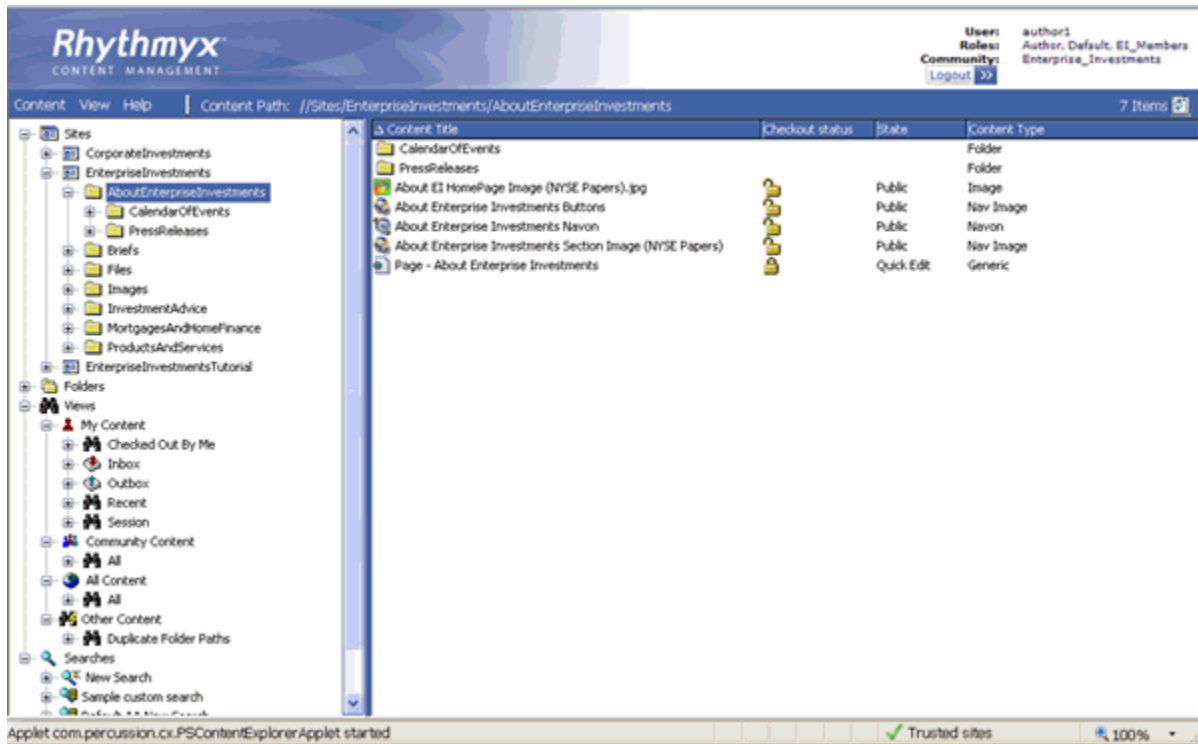 Rhythmyx
CONTENT MANAGEMENT
User: author1
Roles: Author, Default, EI_Members
Community: Enterprise_Investments
Logout
Content View Help Content Path: //Sites/EnterpriseInvestments/AboutEnterpriseInvestments 7 Items
Sites
CorporateInvestments
EnterpriseInvestments
AboutEnterpriseInvestments
CalendarOfEvents
PressReleases
Briefs
Files
Images
InvestmentAdvice
MortgagesAndHomeFinance
ProductsAndServices
EnterpriseInvestmentsTutorial
Folders
Views
My Content
Checked Out By Me
Inbox
Outbox
Recent
Session
Community Content
All
All Content
All
Other Content
Duplicate Folder Paths
Searches
New Search
Sample custom search
Content Title Checkout status State Content Type
CalendarOfEvents Folder
PressReleases Folder
About EI HomePage Image (NYSE Papers).jpg Public Image
About Enterprise Investments Buttons Public Nav Image
About Enterprise Investments Navon Public Navon
About Enterprise Investments Section Image (NYSE Papers) Public Nav Image
Page - About Enterprise Investments Quick Edit Generic
Applet com.percussion.cx.PSContentExplorerApplet started Trusted sites 100%